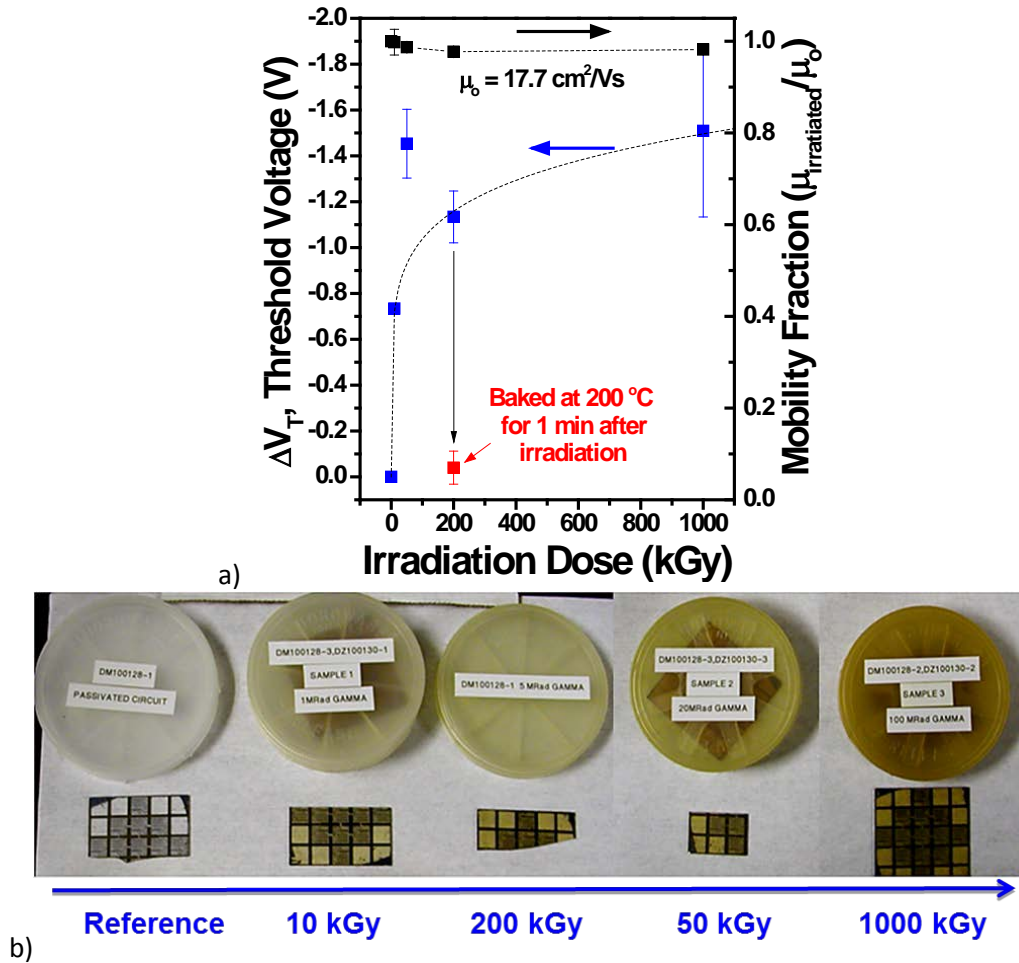 -2.0
-1.8
-1.6
-1.4
-1.2
-1.0
-0.8
-0.6
-0.4
-0.2
0.0
ΔV_T, Threshold Voltage (V)
μ_o = 17.7 cm²/Vs
Baked at 200 °C
for 1 min after
irradiation
1.0
0.8
0.6
0.4
0.2
0.0
Mobility Fraction (μ_irratiated/μ_o)
0 200 400 600 800 1000
Irradiation Dose (kGy)
a)
DM100128-1
PASSIVATED CIRCUIT
DM100128-3,DZ100130-1
SAMPLE 1
1MRad GAMMA
DM100128-1 5 MRad GAMMA
DM100128-3,DZ100130-3
SAMPLE 2
20MRad GAMMA
DM100128-2,DZ100130-2
SAMPLE 3
100 MRad GAMMA
Reference 10 kGy 200 kGy 50 kGy 1000 kGy
b)